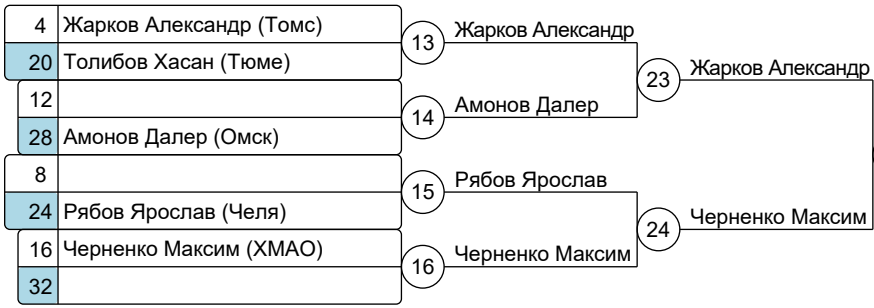 4 Жарков Александр (Томс)
20 Толибов Хасан (Тюме)
12
28 Амонов Далер (Омск)
8
24 Рябов Ярослав (Челя)
16 Черненко Максим (ХМАО)
32
13 Жарков Александр
14 Амонов Далер
15 Рябов Ярослав
16 Черненко Максим
23 Жарков Александр
24 Черненко Максим